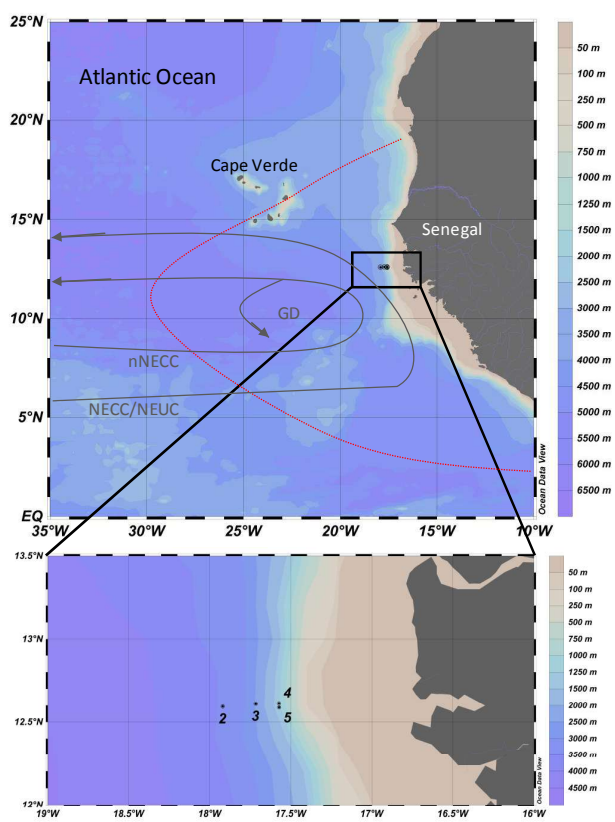 25°N
20°N
15°N
10°N
5°N
EQ
35°W
30°W
25°W
20°W
15°W
10°W
Atlantic Ocean
Cape Verde
Senegal
GD
nNECC
NECC/NEUC
Ocean Data View
50 m
100 m
250 m
500 m
750 m
1000 m
1500 m
2000 m
2500 m
3000 m
3500 m
4000 m
4500 m
5000 m
5500 m
6000 m
6500 m
13.5°N
13°N
12.5°N
12°N
19°W
18.5°W
18°W
17.5°W
17°W
16.5°W
16°W
2
3
4
5
Ocean Data View
50 m
100 m
250 m
500 m
750 m
1000 m
1500 m
2000 m
2500 m
3000 m
3500 m
4000 m
4500 m